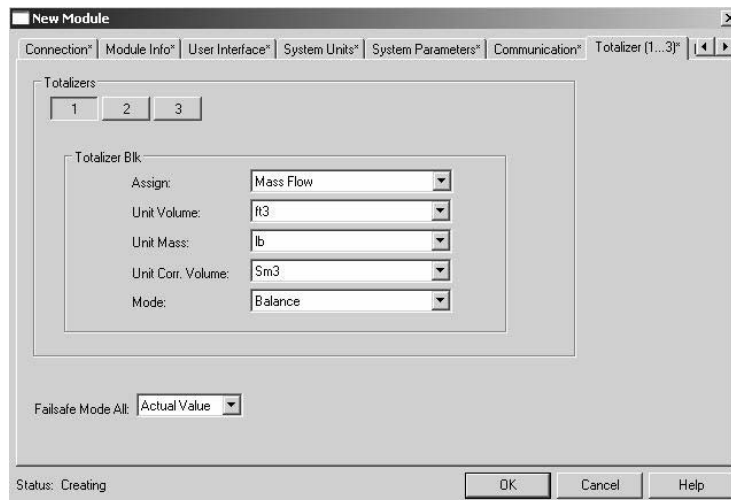 New Module
Connection* Module Info* User Interface* System Units* System Parameters* Communication* Totalizer (1...3)*
Totalizers
1 2 3
Totalizer Blk
Assign: Mass Flow
Unit Volume: ft3
Unit Mass: lb
Unit Corr. Volume: Sm3
Mode: Balance
Failsafe Mode All: Actual Value
Status: Creating OK Cancel Help